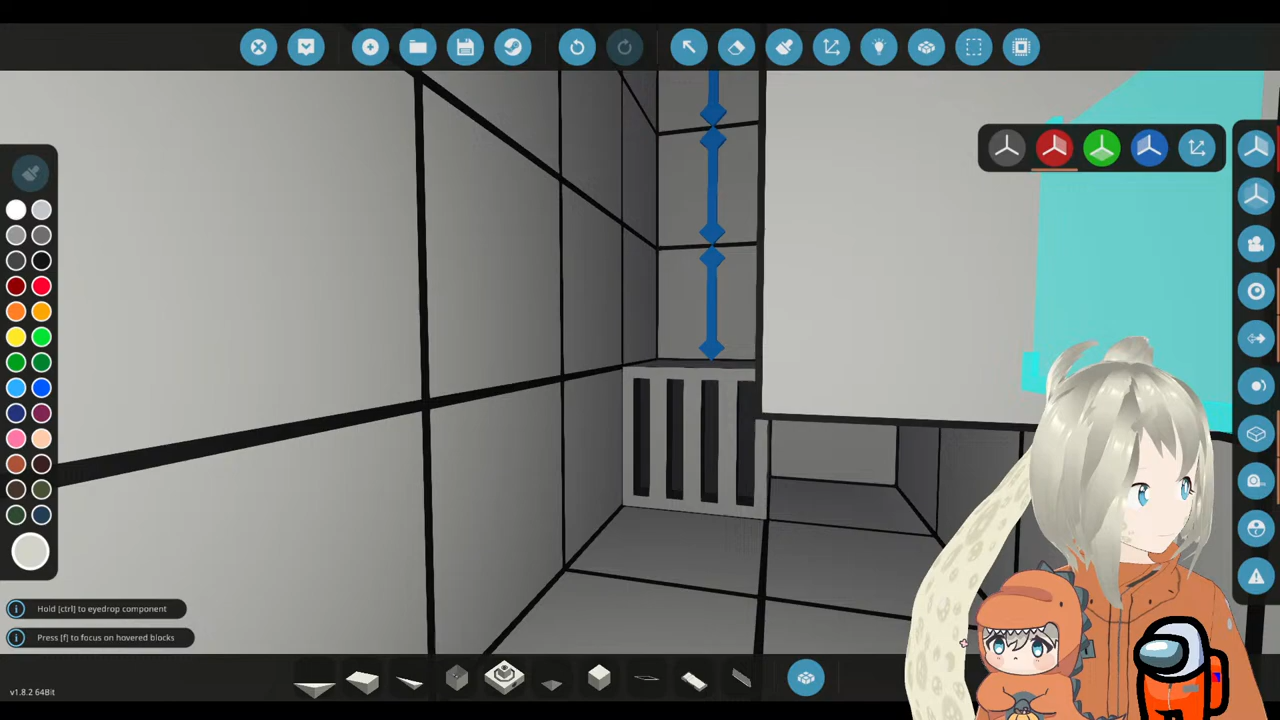 Hold [ctrl] to eyedrop component
Press [f] to focus on hovered blocks
v1.8.2 64Bit